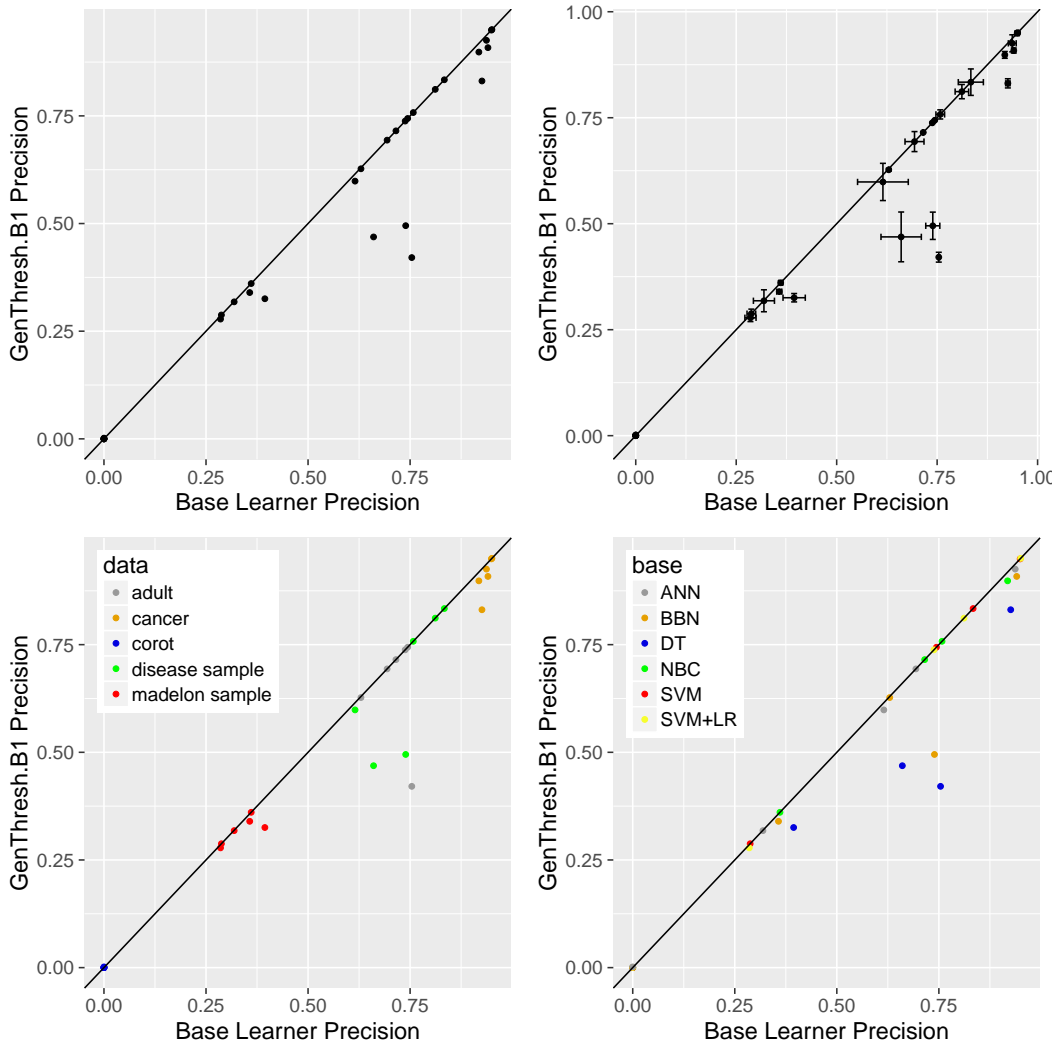 GenThresh.B1 Precision
0.75
0.50
0.25
0.00
0.00
0.25
0.50
0.75
Base Learner Precision
GenThresh.B1 Precision
1.00
0.75
0.50
0.25
0.00
0.00
0.25
0.50
0.75
1.00
Base Learner Precision
GenThresh.B1 Precision
0.75
0.50
0.25
0.00
data
adult
cancer
corot
disease sample
madelon sample
0.00
0.25
0.50
0.75
Base Learner Precision
GenThresh.B1 Precision
0.75
0.50
0.25
0.00
base
ANN
BBN
DT
NBC
SVM
SVM+LR
0.00
0.25
0.50
0.75
Base Learner Precision